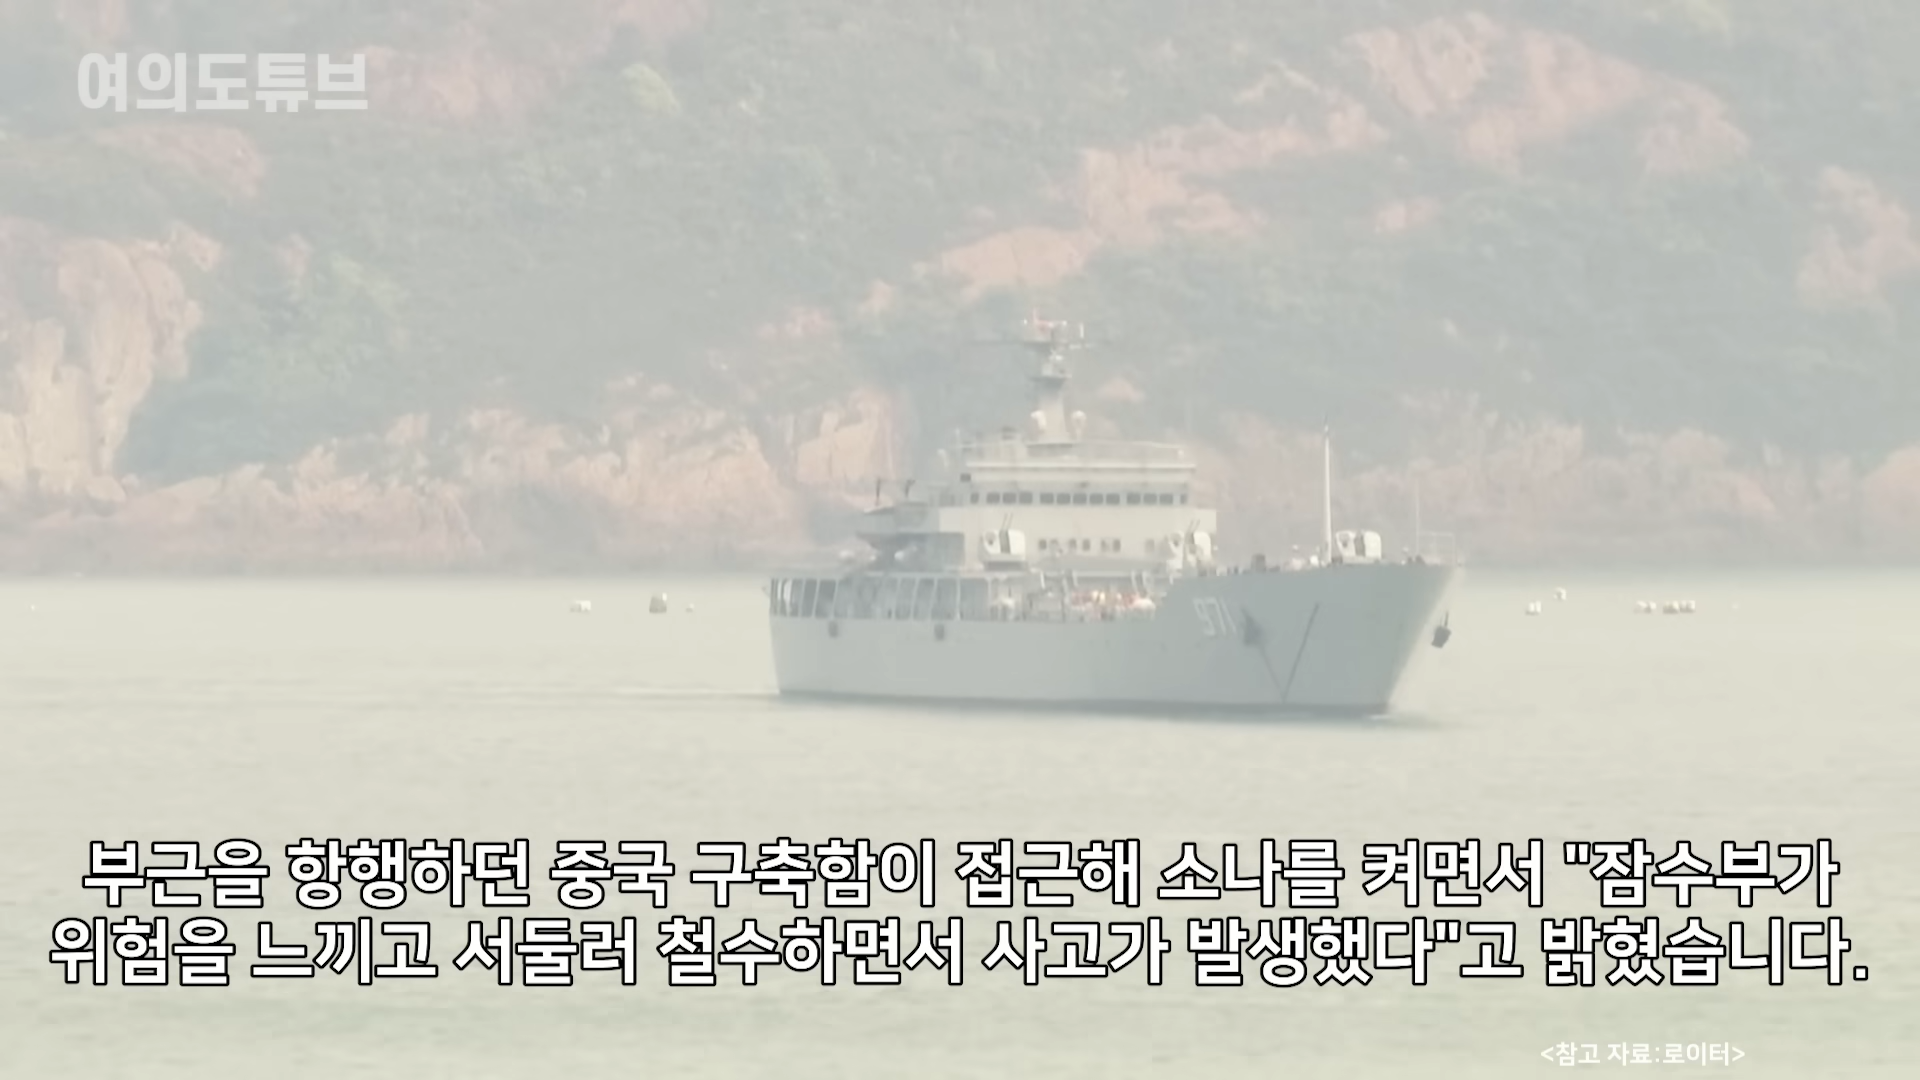 여의도튜브
971
부근을 항행하던 중국 구축함이 접근해 소나를 켜면서 "잠수부가
위험을 느끼고 서둘러 철수하면서 사고가 발생했다"고 밝혔습니다.
<참고 자료:로이터>